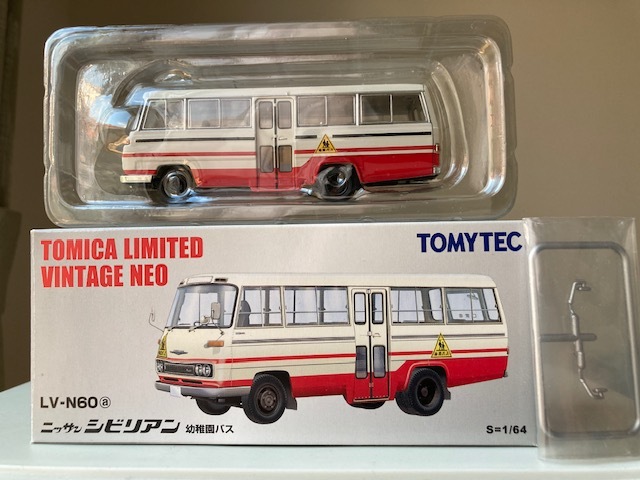 TOMICA LIMITED
VINTAGE NEO
TOMYTEC
LV-N60ⓐ
ニッサン シビリアン 幼稚園バス
S=1/64